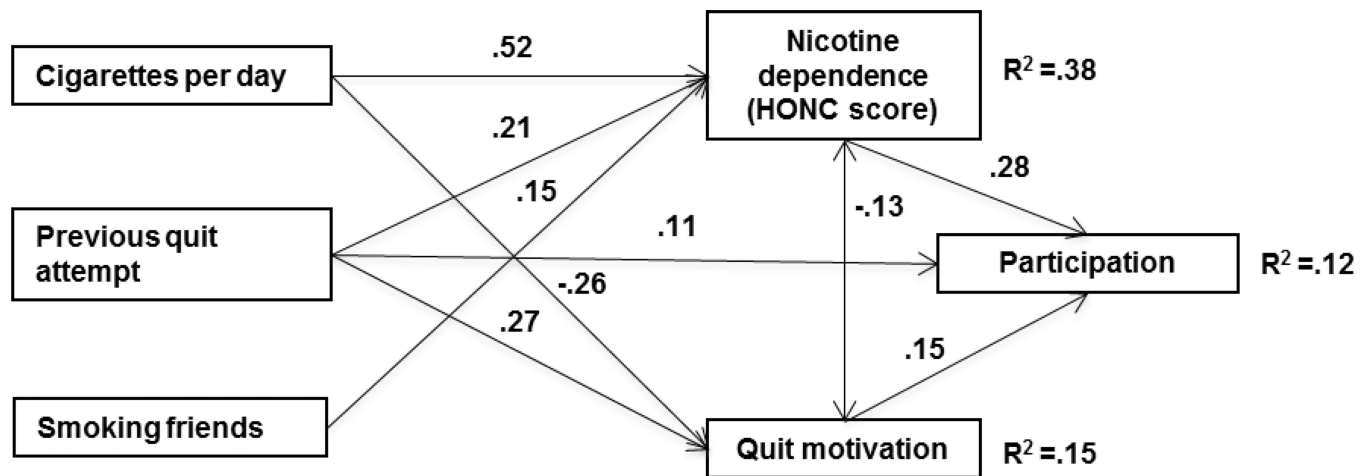 Cigarettes per day
Previous quit
attempt
Smoking friends
.52
.21
.15
.11
-.26
.27
Nicotine
dependence
(HONC score)
R² =.38
.28
-.13
Participation
R² =.12
.15
Quit motivation
R² =.15